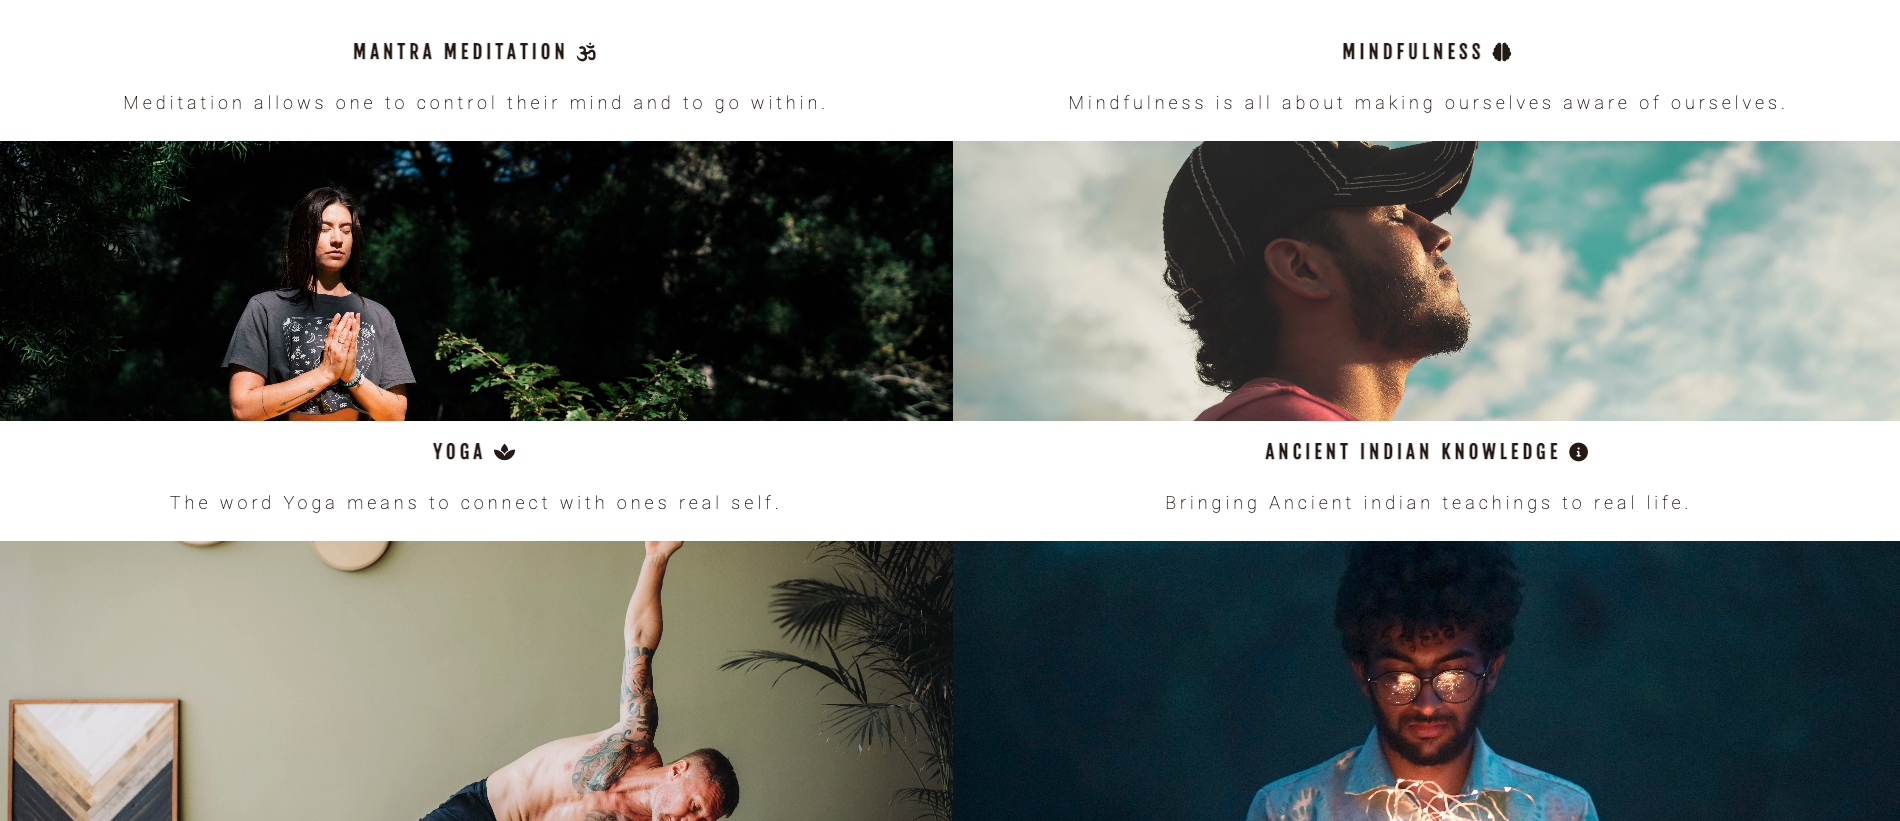 MANTRA MEDITATION 🕉
Meditation allows one to control their mind and to go within.
MINDFULNESS
Mindfulness is all about making ourselves aware of ourselves.
YOGA
The word Yoga means to connect with ones real self.
ANCIENT INDIAN KNOWLEDGE
Bringing Ancient indian teachings to real life.